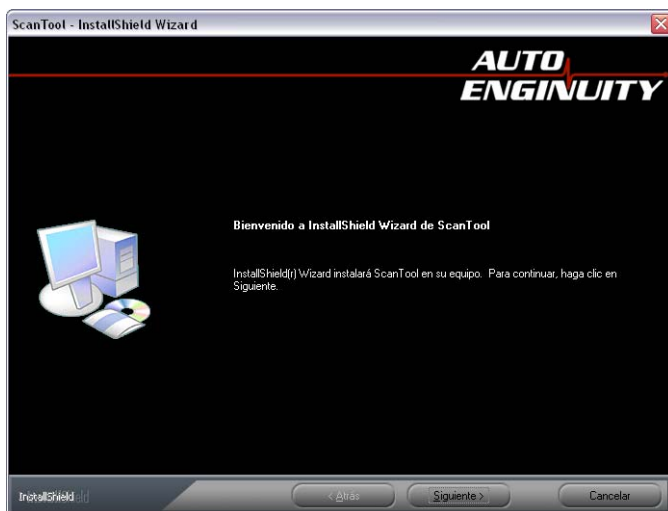 ScanTool - InstallShield Wizard
AUTO
ENGINUITY
Bienvenido a InstallShield Wizard de ScanTool
InstallShield(r) Wizard instalará ScanTool en su equipo. Para continuar, haga clic en
Siguiente.
InstallShield
< Atrás
Siguiente >
Cancelar